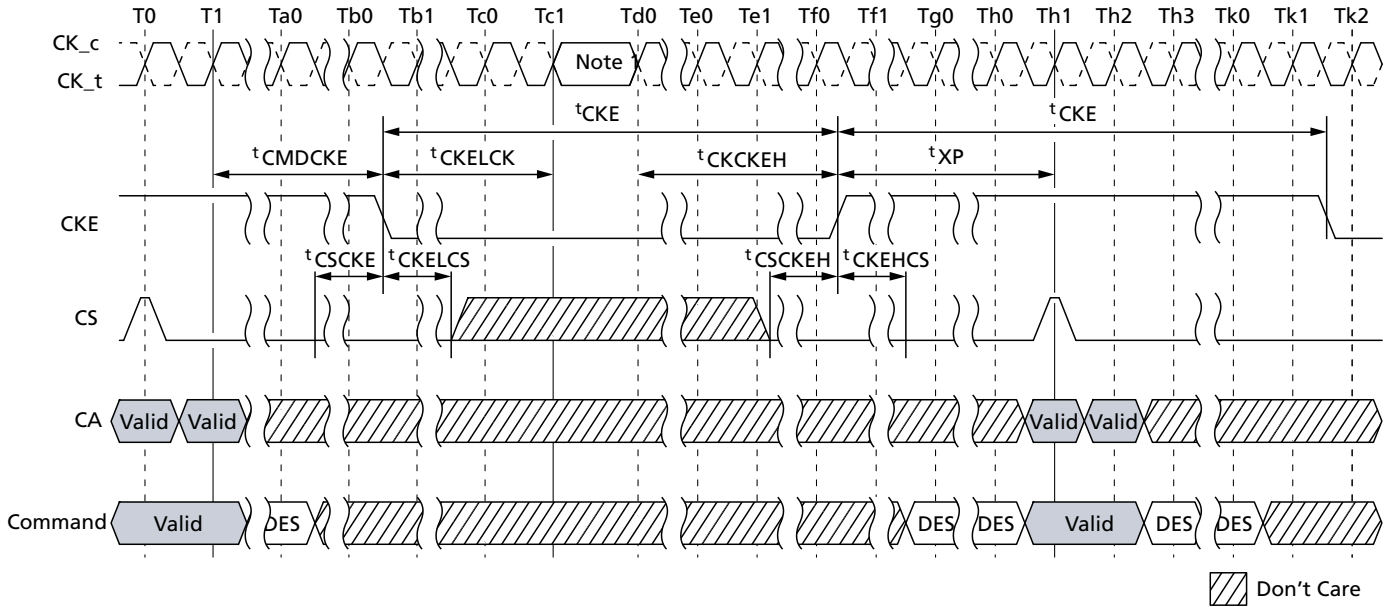 T0 T1 Ta0 Tb0 Tb1 Tc0 Tc1 Td0 Te0 Te1 Tf0 Tf1 Tg0 Th0 Th1 Th2 Th3 Tk0 Tk1 Tk2
CK_c
CK_t
Note 1
tCKE tCKE
tCMDCKE tCKELCK tCKCKEH tXP
CKE
tCSCKE tCKELCS tCSCKEH tCKEHCS
CS
CA Valid Valid Valid Valid
Command Valid DES DES DES Valid DES DES
Don't Care